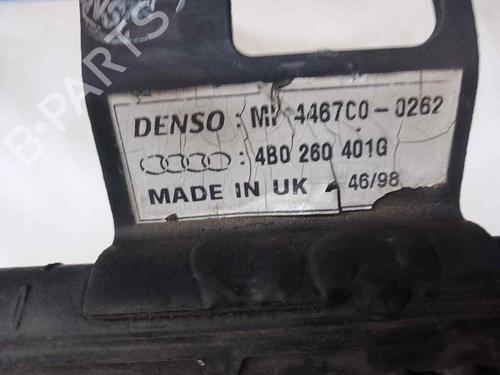 B-PARTS
DENSO : MF 4467C0-0262
: 4B0 260 401G
MADE IN UK 46/98